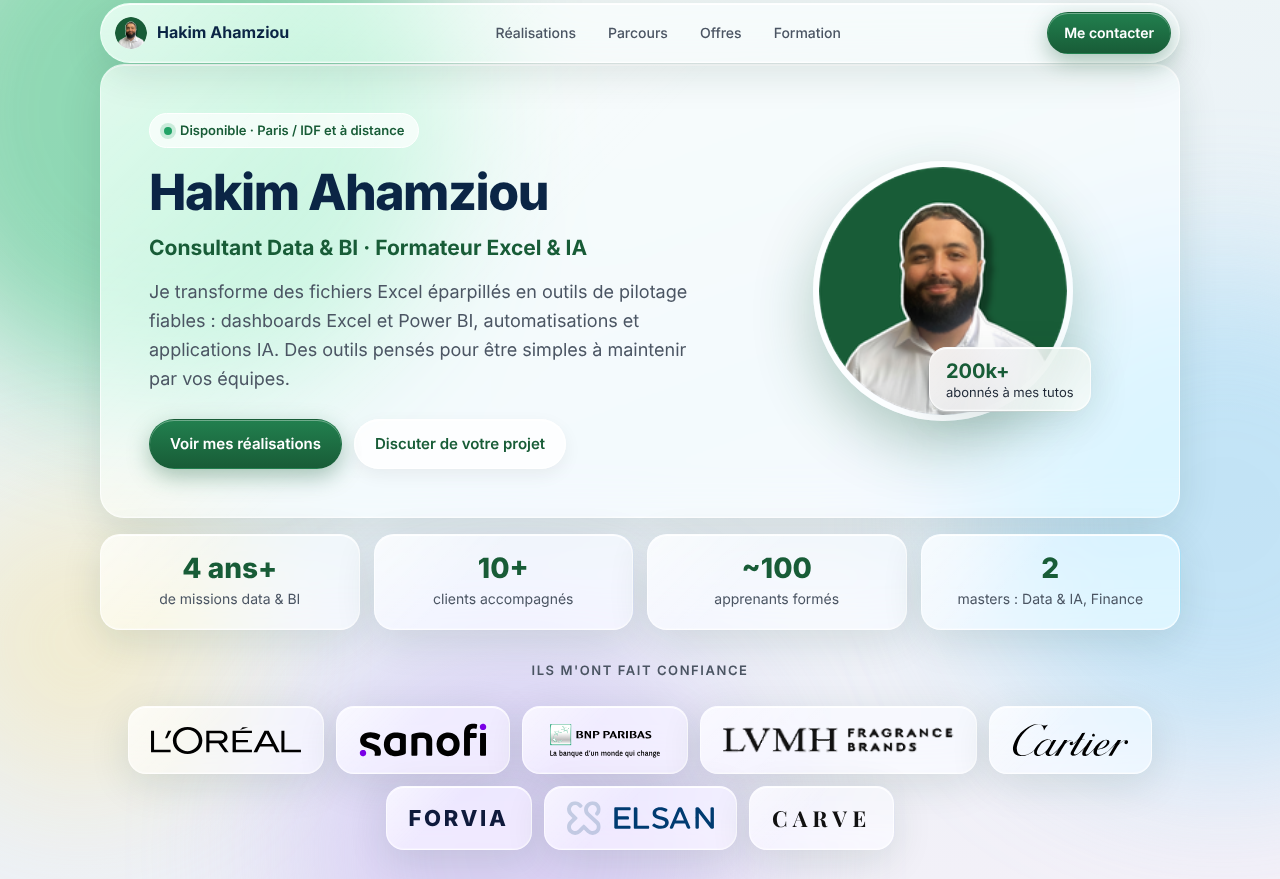 Hakim Ahamziou
Réalisations
Parcours
Offres
Formation
Me contacter
Disponible · Paris / IDF et à distance
Hakim Ahamziou
Consultant Data & BI · Formateur Excel & IA
Je transforme des fichiers Excel éparpillés en outils de pilotage
fiables : dashboards Excel et Power BI, automatisations et
applications IA. Des outils pensés pour être simples à maintenir
par vos équipes.
Voir mes réalisations
Discuter de votre projet
200k+
abonnés à mes tutos
4 ans+
de missions data & BI
10+
clients accompagnés
~100
apprenants formés
2
masters : Data & IA, Finance
ILS M'ONT FAIT CONFIANCE
L'ORÉAL
sanofi
BNP PARIBAS
La banque d'un monde qui change
LVMH FRAGRANCE
BRANDS
Cartier
FORVIA
ELSAN
CARVE